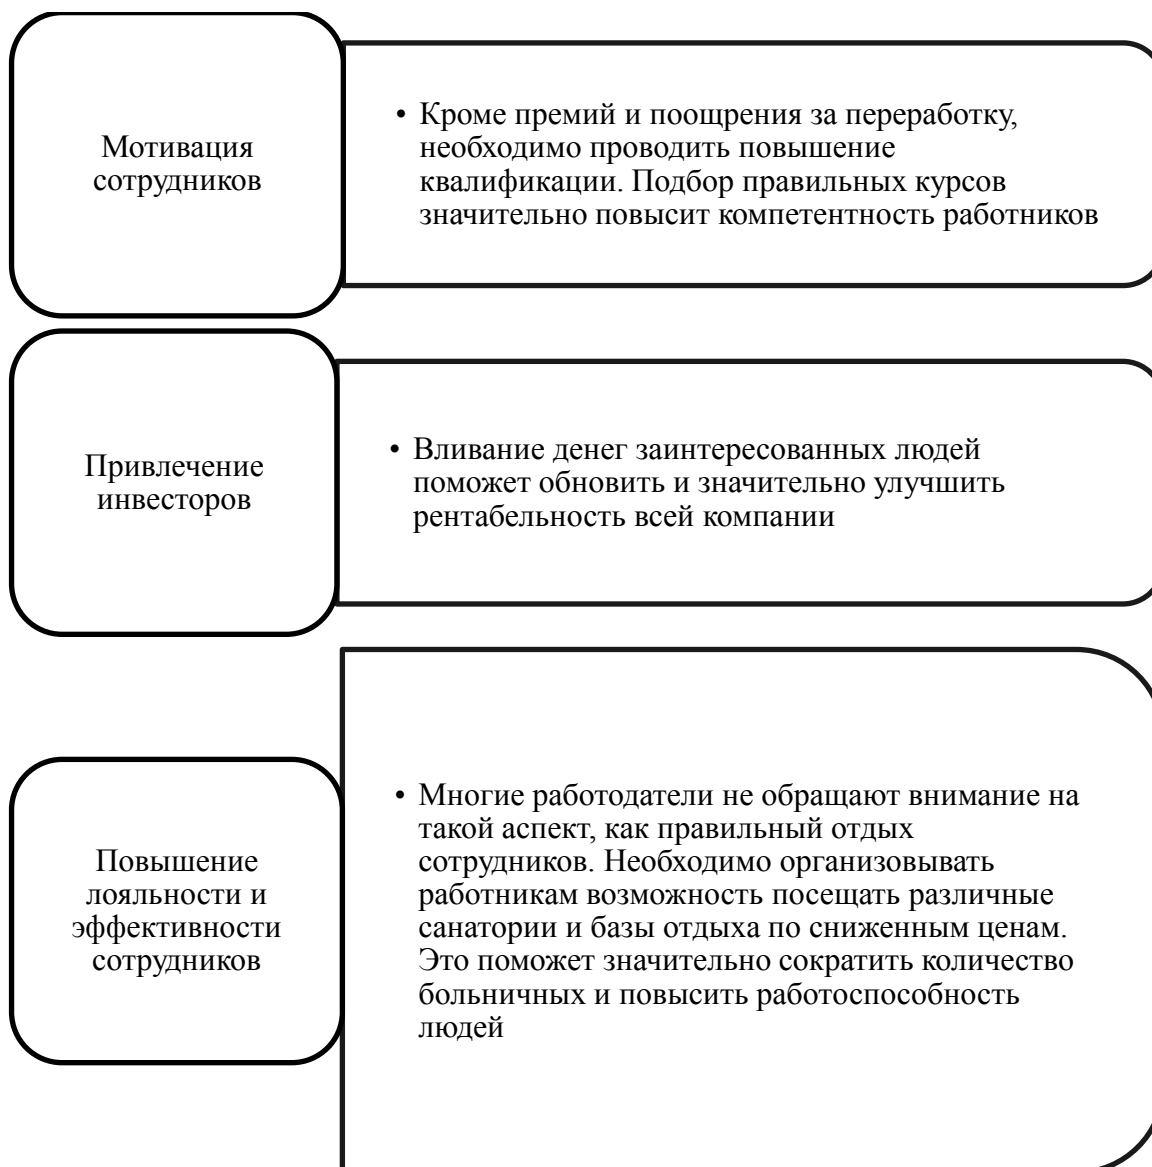 Мотивация
сотрудников
• Кроме премий и поощрения за переработку,
необходимо проводить повышение
квалификации. Подбор правильных курсов
значительно повысит компетентность работников
Привлечение
инвесторов
• Вливание денег заинтересованных людей
поможет обновить и значительно улучшить
рентабельность всей компании
Повышение
лояльности и
эффективности
сотрудников
• Многие работодатели не обращают внимание на
такой аспект, как правильный отдых
сотрудников. Необходимо организовывать
работникам возможность посещать различные
санатории и базы отдыха по сниженным ценам.
Это поможет значительно сократить количество
больничных и повысить работоспособность
людей